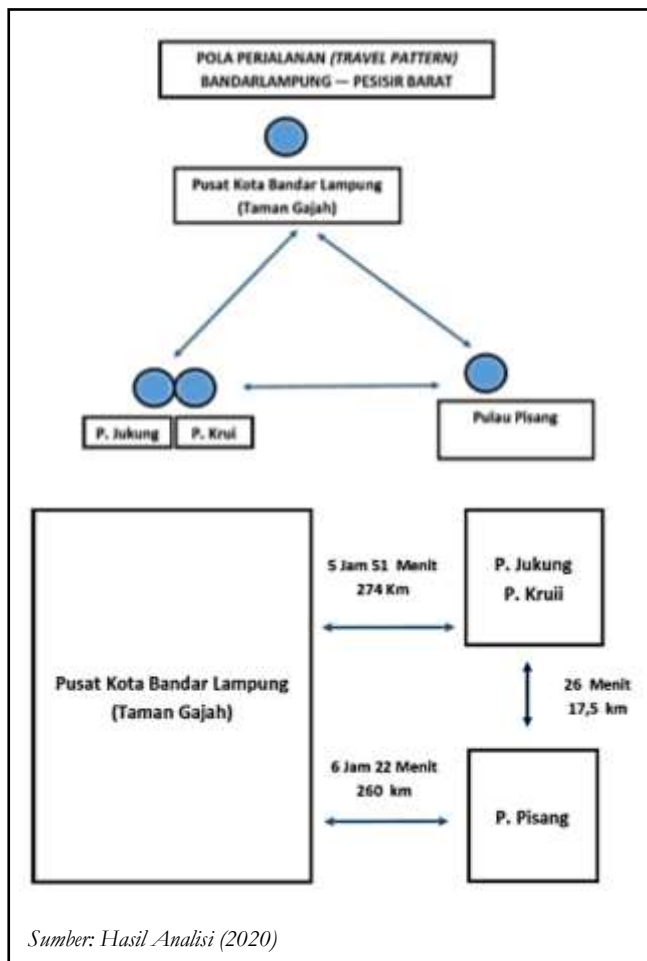 POLA PERJALANAN (TRAVEL PATTERN)
BANDARLAMPUNG — PESISIR BARAT
Pusat Kota Bandar Lampung
(Taman Gajah)
P. Jukung
P. Krui
Pulau Pisang
5 Jam 51 Menit
274 Km
P. Jukung
P. Kruii
Pusat Kota Bandar Lampung
(Taman Gajah)
26 Menit
17,5 km
6 Jam 22 Menit
260 km
P. Pisang
Sumber: Hasil Analisi (2020)